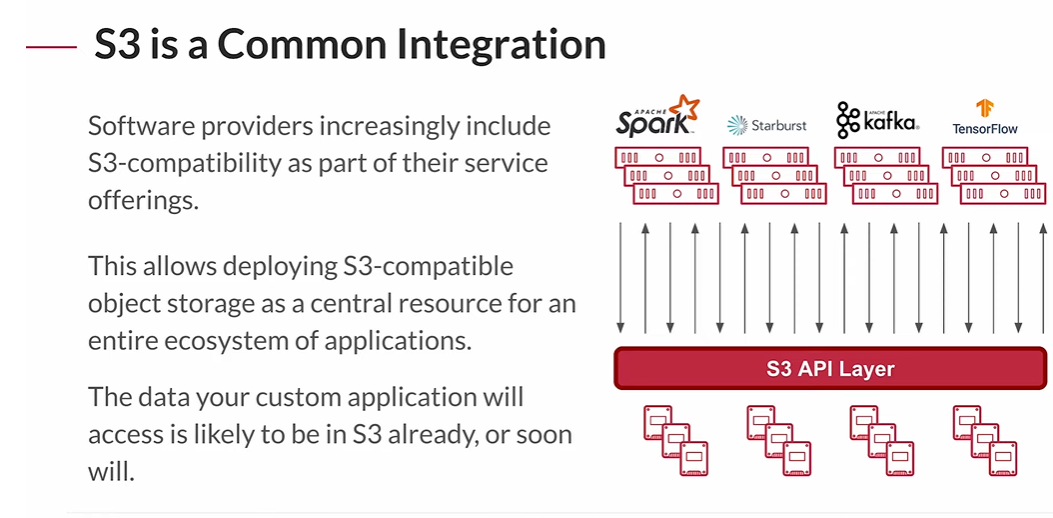 S3 is a Common Integration
Software providers increasingly include
S3-compatibility as part of their service
offerings.
This allows deploying S3-compatible
object storage as a central resource for an
entire ecosystem of applications.
The data your custom application will
access is likely to be in S3 already, or soon
will.
APACHE
Spark
Starburst
APACHE
kafka
TensorFlow
S3 API Layer